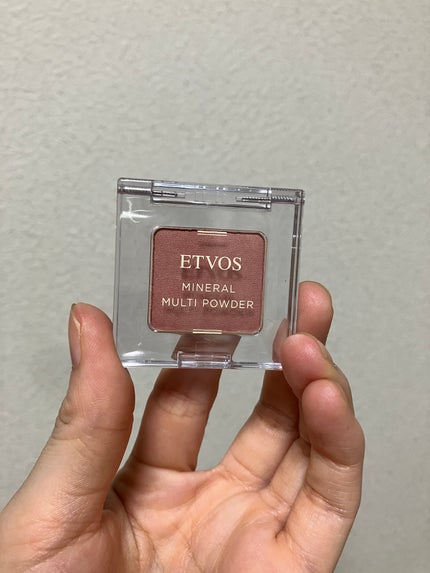 ETVOS
MINERAL
MULTI POWDER